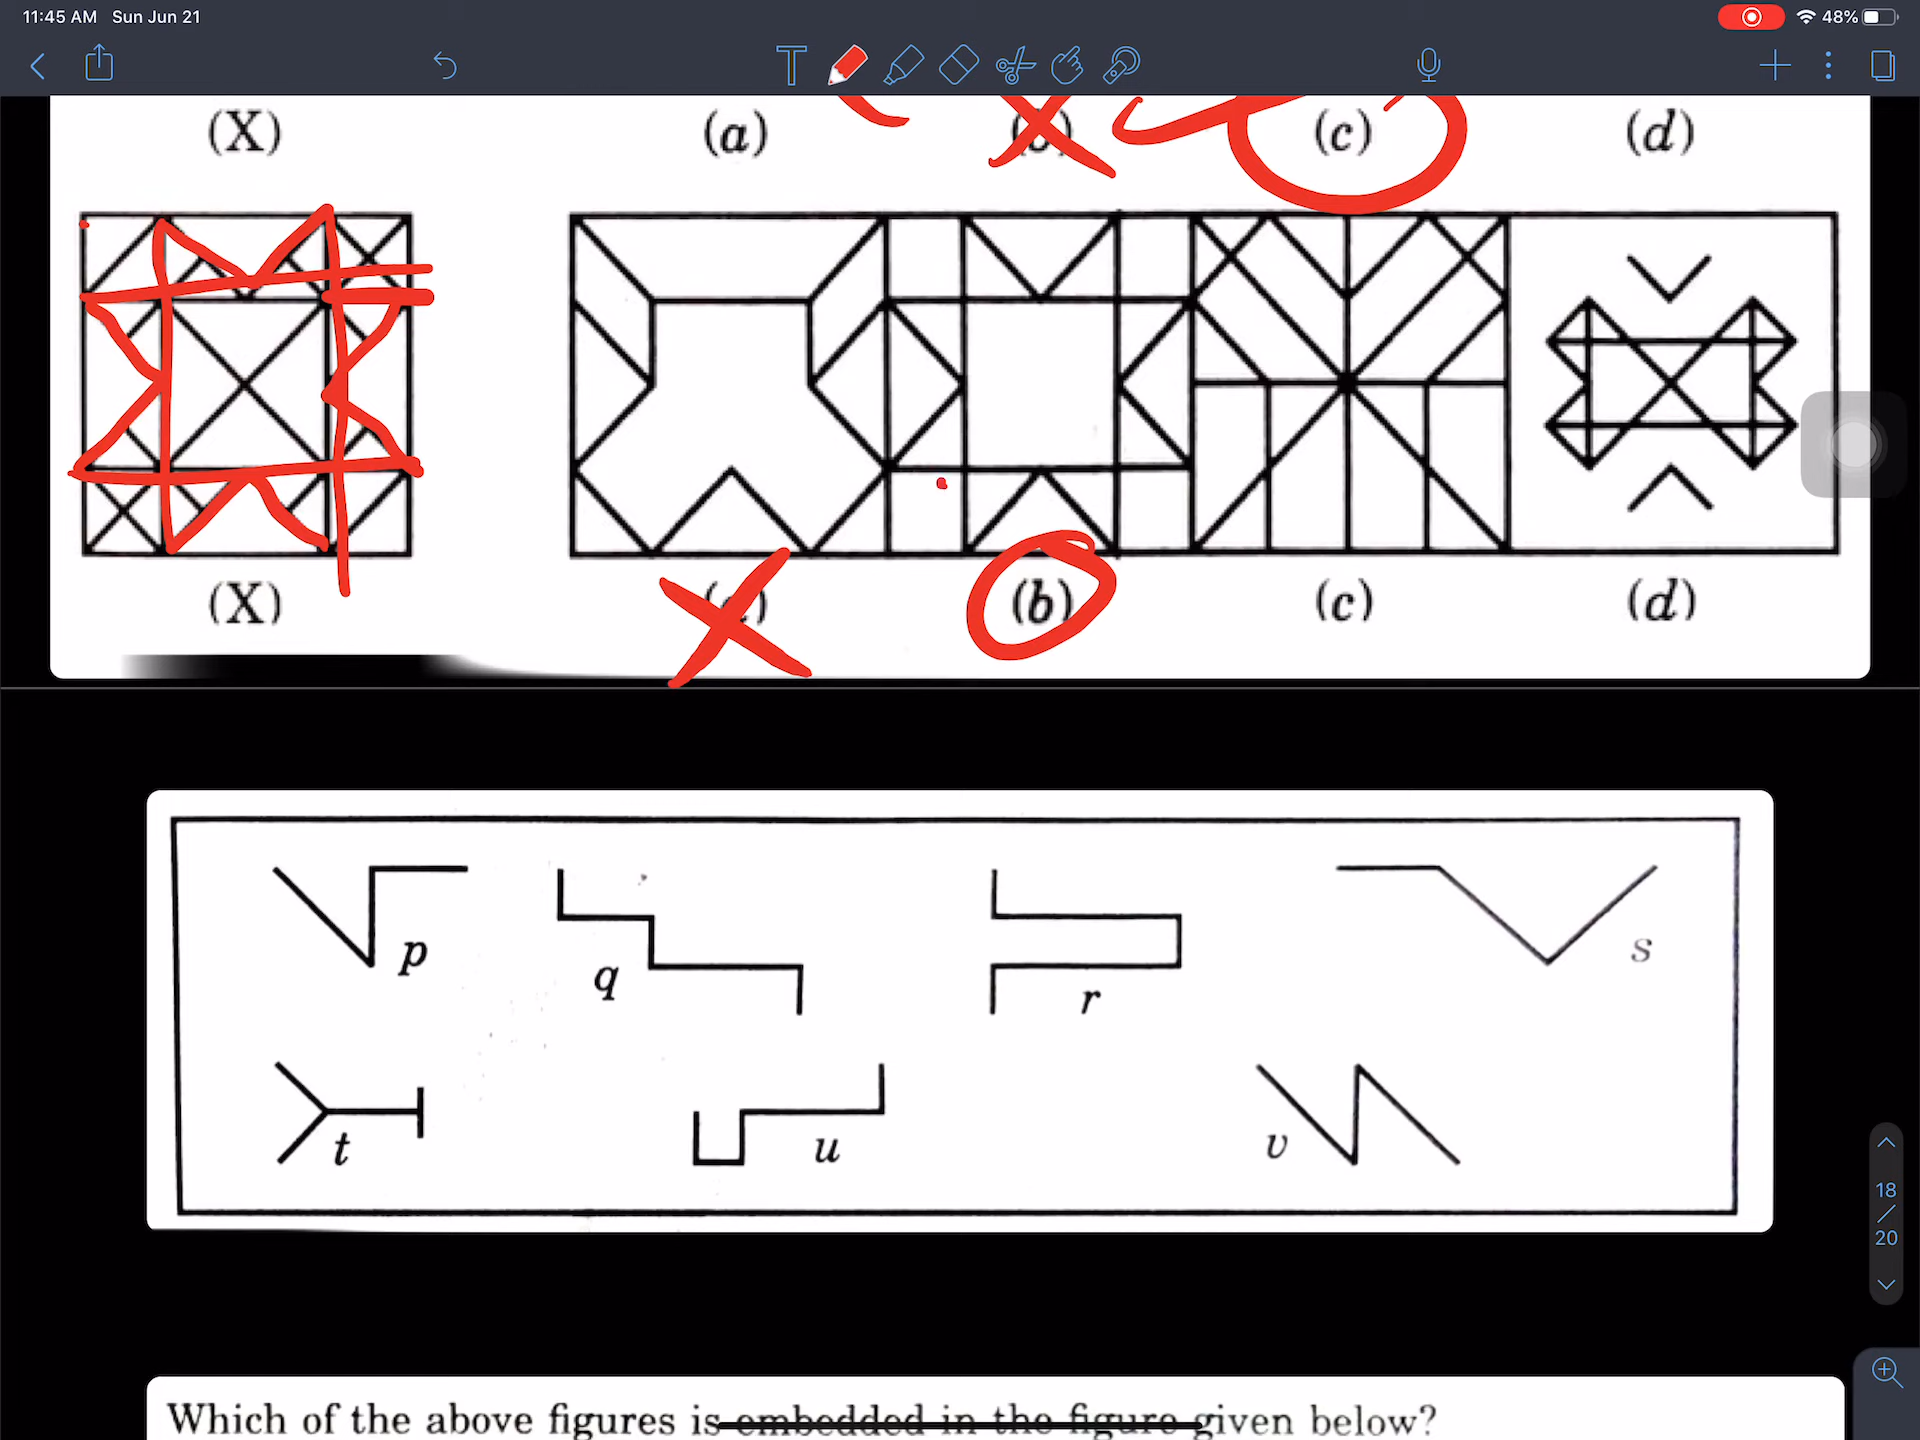 11:45 AM Sun Jun 21
48%
T
(X) (a) (b) (c) (d)
(X) (a) (b) (c) (d)
p q r s
t u v
18
/
20
Which of the above figures is embedded in the figure given below?